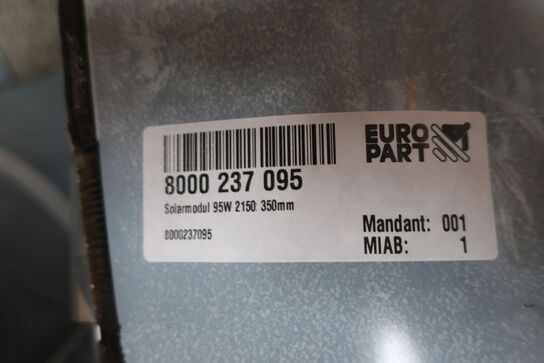 EURO
PART
8000 237 095
Solarmodul 95W 2150 350mm
8000237095
Mandant: 001
MIAB: 1